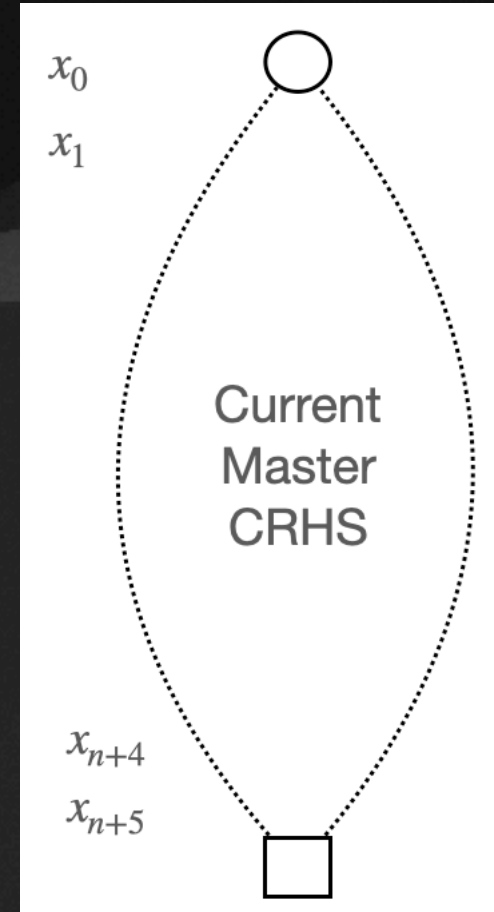 x₀
x₁
Current
Master
CRHS
xₙ₊₄
xₙ₊₅